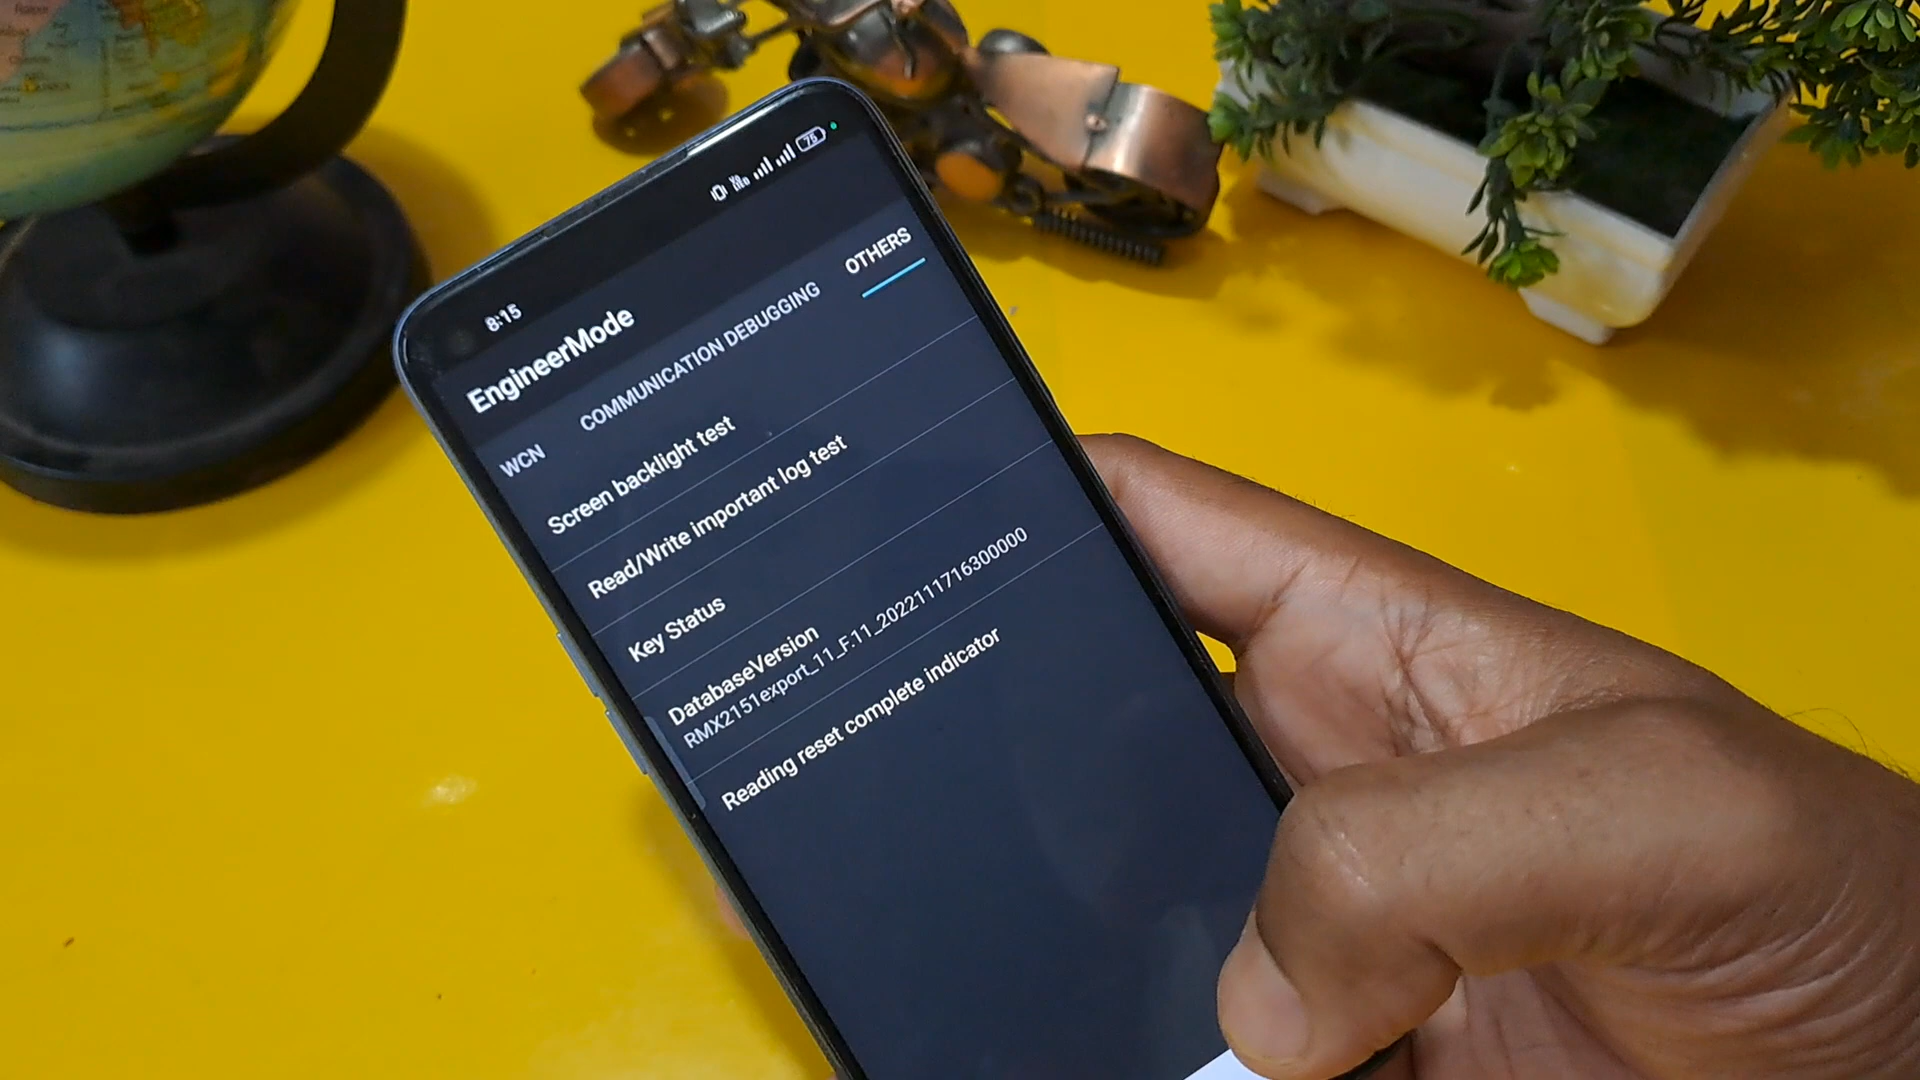 8:15
75
EngineerMode
WCN COMMUNICATION DEBUGGING OTHERS
Screen backlight test
Read/Write important log test
Key Status
DatabaseVersion
RMX2151export_11_F.11_2022111716300000
Reading reset complete indicator